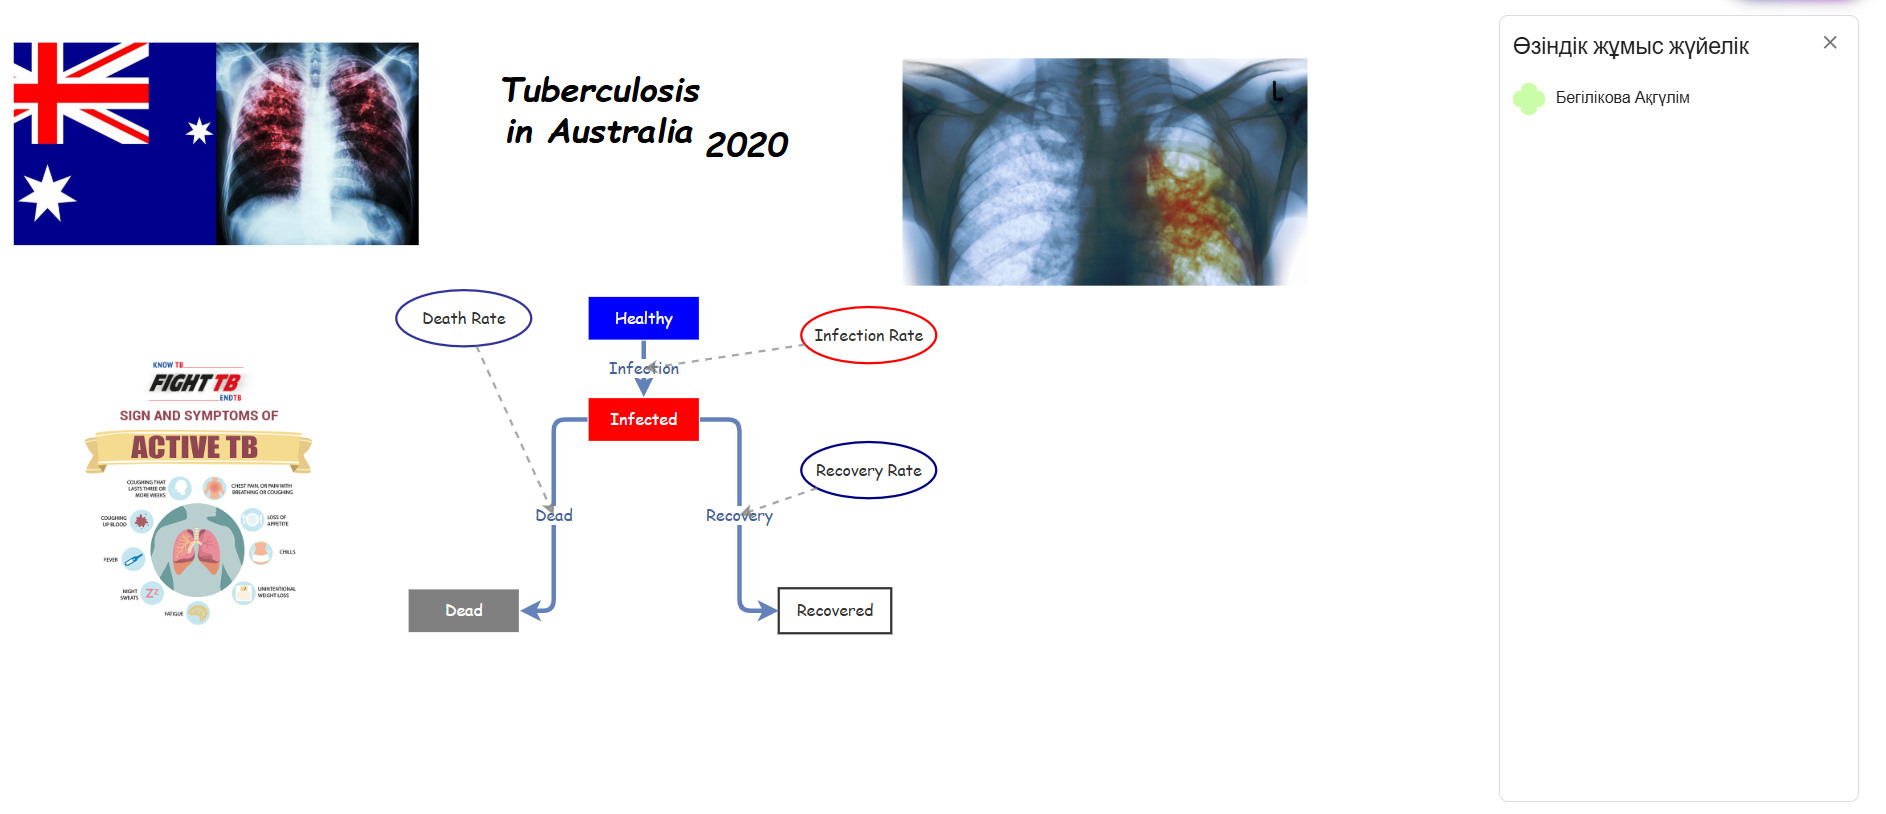 Tuberculosis
in Australia 2020
L
Death Rate
Healthy
Infection Rate
Infection
Infected
Recovery Rate
Dead
Recovery
Dead
Recovered
KNOW TB
FIGHT TB
ENDTB
SIGN AND SYMPTOMS OF
ACTIVE TB
COUGHING THAT
LASTS THREE OR
MORE WEEKS
CHEST PAIN, OR PAIN WITH
BREATHING OR COUGHING
COUGHING
UP BLOOD
LOSS OF
APPETITE
FEVER
CHILLS
NIGHT
SWEATS
ZZ
UNINTENTIONAL
WEIGHT LOSS
FATIGUE
Өзіндік жұмыс жүйелік
Бегілікова Ақгүлім